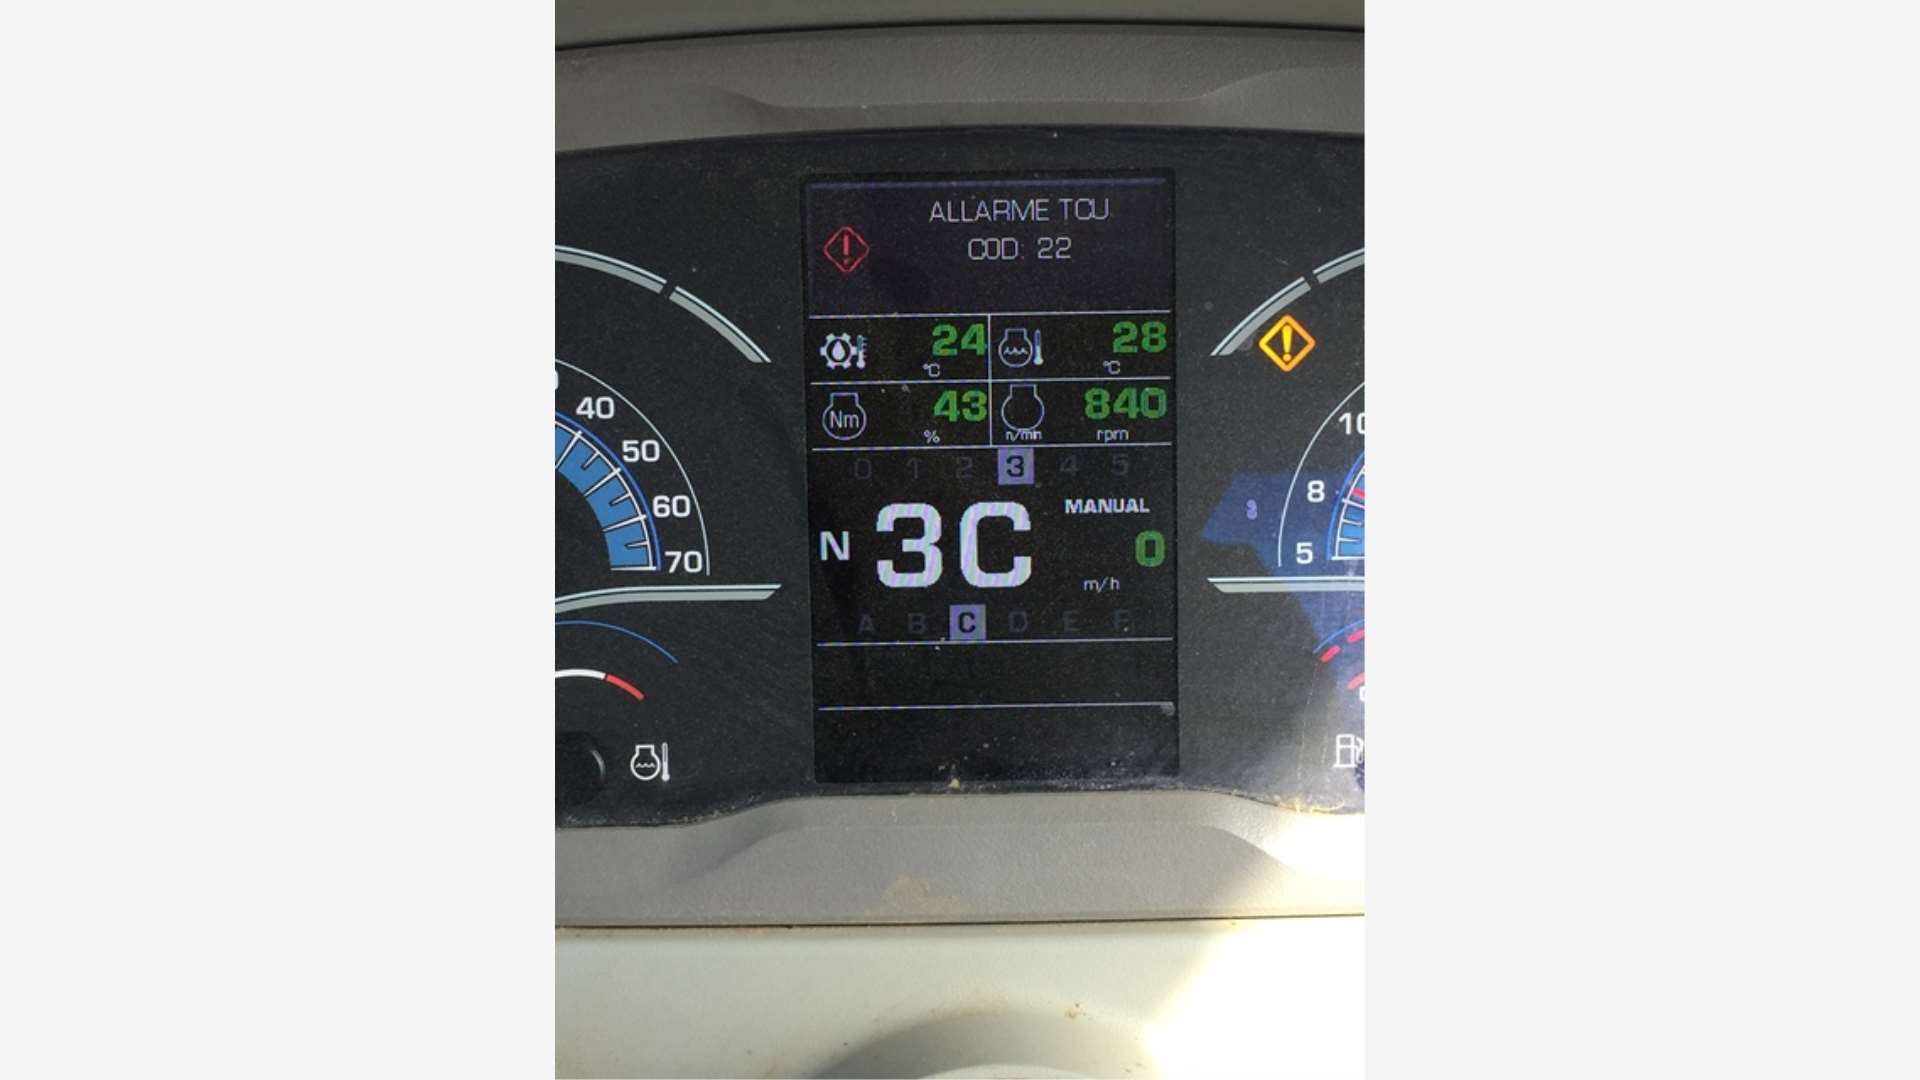 ALLARME TCU
COD: 22
24 28
°C °C
Nm 43 840
% n/min rpm
0 1 2 3 4 5
MANUAL
N 3C 0
m/h
A B C D E F
40
50
60
70
8
5